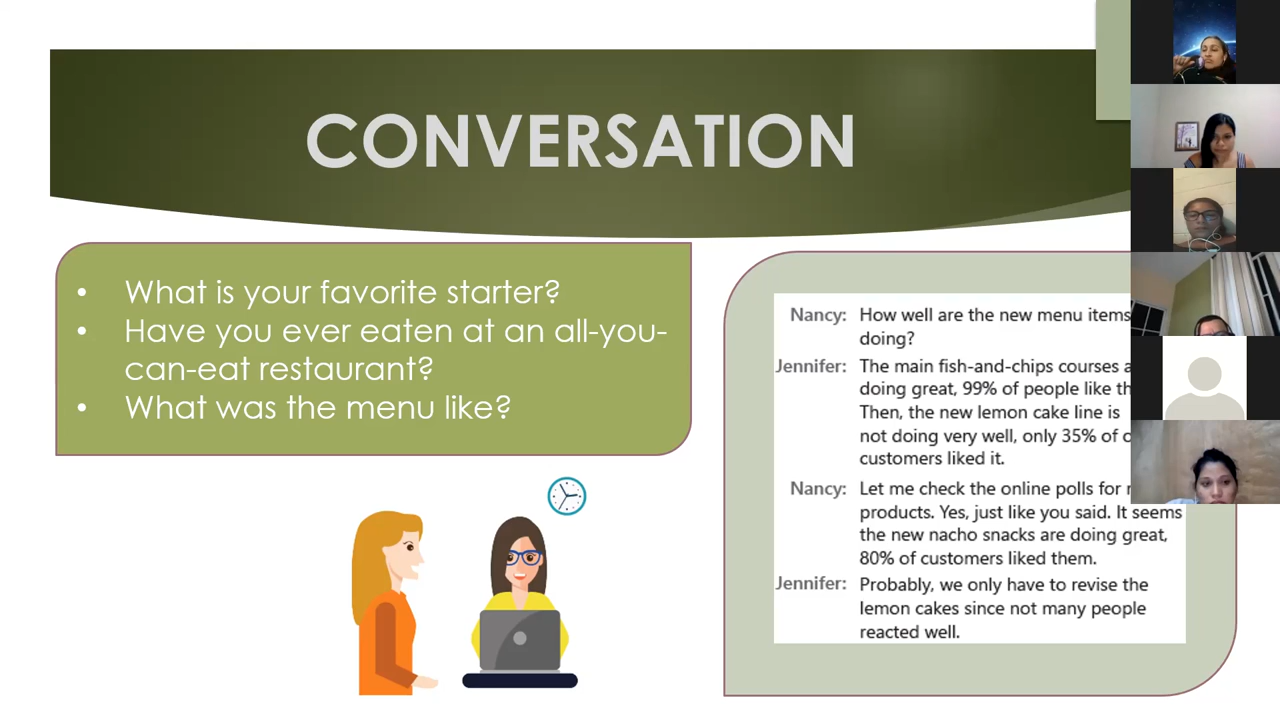 CONVERSATION
• What is your favorite starter?
• Have you ever eaten at an all-you-
can-eat restaurant?
• What was the menu like?
Nancy: How well are the new menu items
doing?
Jennifer: The main fish-and-chips courses
doing great, 99% of people like
Then, the new lemon cake line is
not doing very well, only 35% of
customers liked it.
Nancy: Let me check the online polls for
products. Yes, just like you said. It seems
the new nacho snacks are doing great,
80% of customers liked them.
Jennifer: Probably, we only have to revise the
lemon cakes since not many people
reacted well.